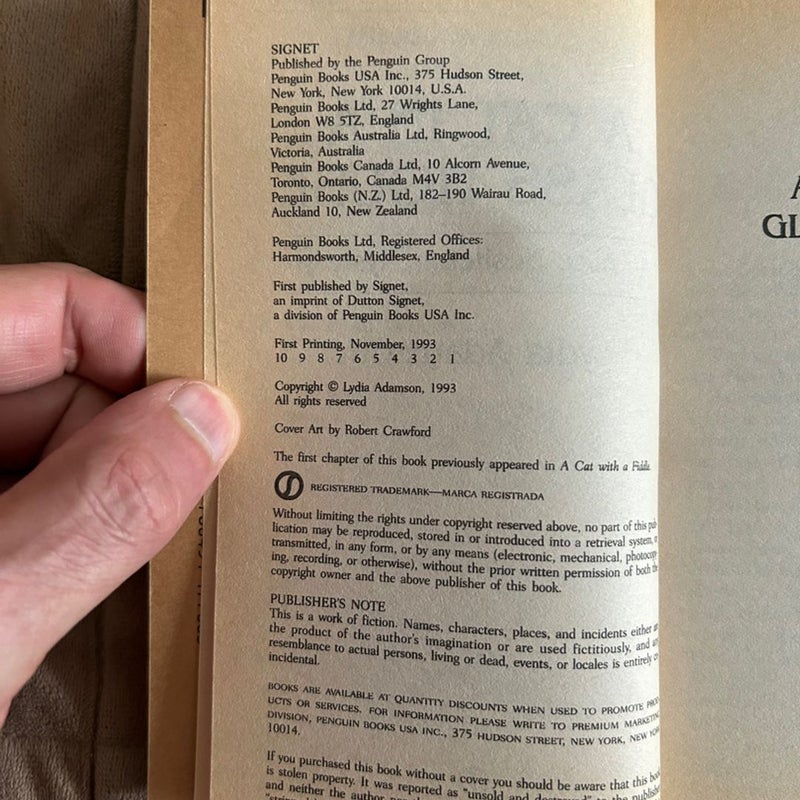 SIGNET
Published by the Penguin Group
Penguin Books USA Inc., 375 Hudson Street,
New York, New York 10014, U.S.A.
Penguin Books Ltd, 27 Wrights Lane,
London W8 5TZ, England
Penguin Books Australia Ltd, Ringwood,
Victoria, Australia
Penguin Books Canada Ltd, 10 Alcorn Avenue,
Toronto, Ontario, Canada M4V 3B2
Penguin Books (N.Z.) Ltd, 182–190 Wairau Road,
Auckland 10, New Zealand
Penguin Books Ltd, Registered Offices:
Harmondsworth, Middlesex, England
First published by Signet,
an imprint of Dutton Signet,
a division of Penguin Books USA Inc.
First Printing, November, 1993
10 9 8 7 6 5 4 3 2 1
Copyright © Lydia Adamson, 1993
All rights reserved
Cover Art by Robert Crawford
The first chapter of this book previously appeared in A Cat with a Fiddle.
REGISTERED TRADEMARK—MARCA REGISTRADA
Without limiting the rights under copyright reserved above, no part of this pub
lication may be reproduced, stored in or introduced into a retrieval system, or
transmitted, in any form, or by any means (electronic, mechanical, photocopy
ing, recording, or otherwise), without the prior written permission of both the
copyright owner and the above publisher of this book.
PUBLISHER'S NOTE
This is a work of fiction. Names, characters, places, and incidents either
the product of the author's imagination or are used fictitiously, and
resemblance to actual persons, living or dead, events, or locales is entirely
incidental.
BOOKS ARE AVAILABLE AT QUANTITY DISCOUNTS WHEN USED TO PROMOTE PROD
UCTS OR SERVICES. FOR INFORMATION PLEASE WRITE TO PREMIUM MARKETING
DIVISION, PENGUIN BOOKS USA INC., 375 HUDSON STREET, NEW YORK, NEW YORK
10014.
If you purchased this book without a cover you should be aware that this book
is stolen property. It was reported as "unsold and destroyed" to the publisher
and neither the author
A
GL